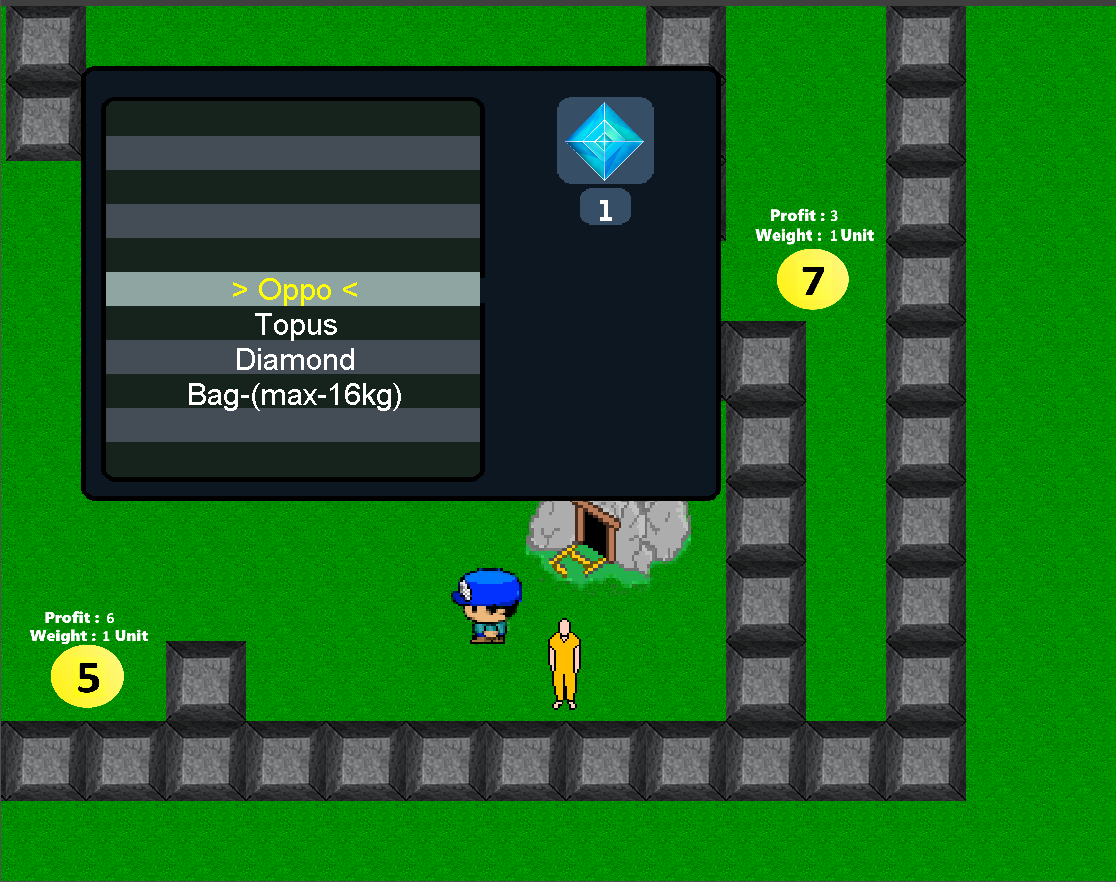 1
> Oppo <
Topus
Diamond
Bag-(max-16kg)
Profit : 3
Weight : 1 Unit
7
Profit : 6
Weight : 1 Unit
5